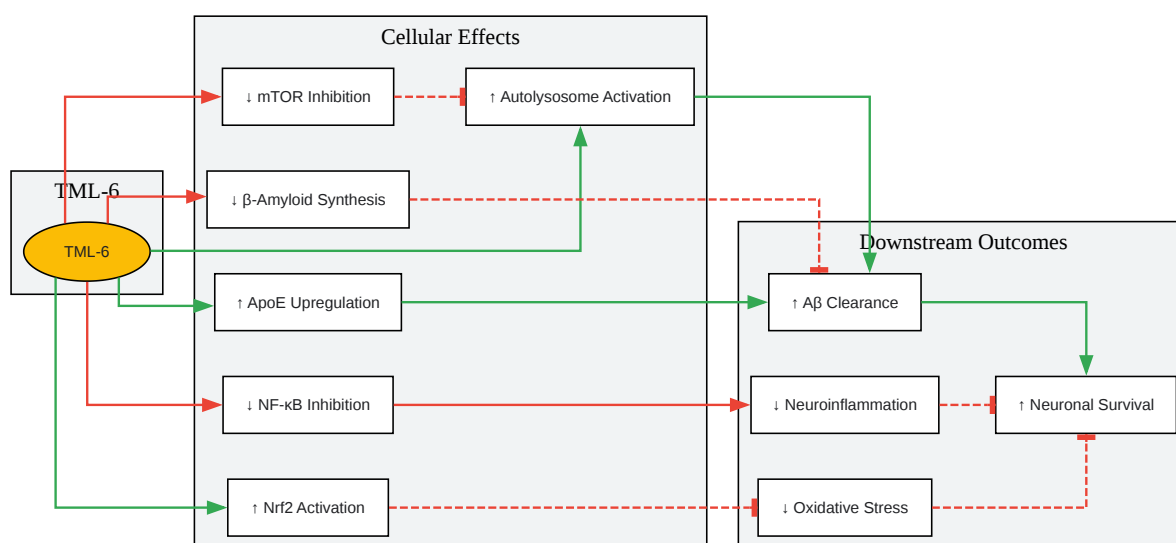 Cellular Effects
↓ mTOR Inhibition
↑ Autolysosome Activation
TML-6
↓ β-Amyloid Synthesis
TML-6
Downstream Outcomes
↑ ApoE Upregulation
↑ Aβ Clearance
↓ NF-κB Inhibition
↓ Neuroinflammation
↑ Neuronal Survival
↑ Nrf2 Activation
↓ Oxidative Stress